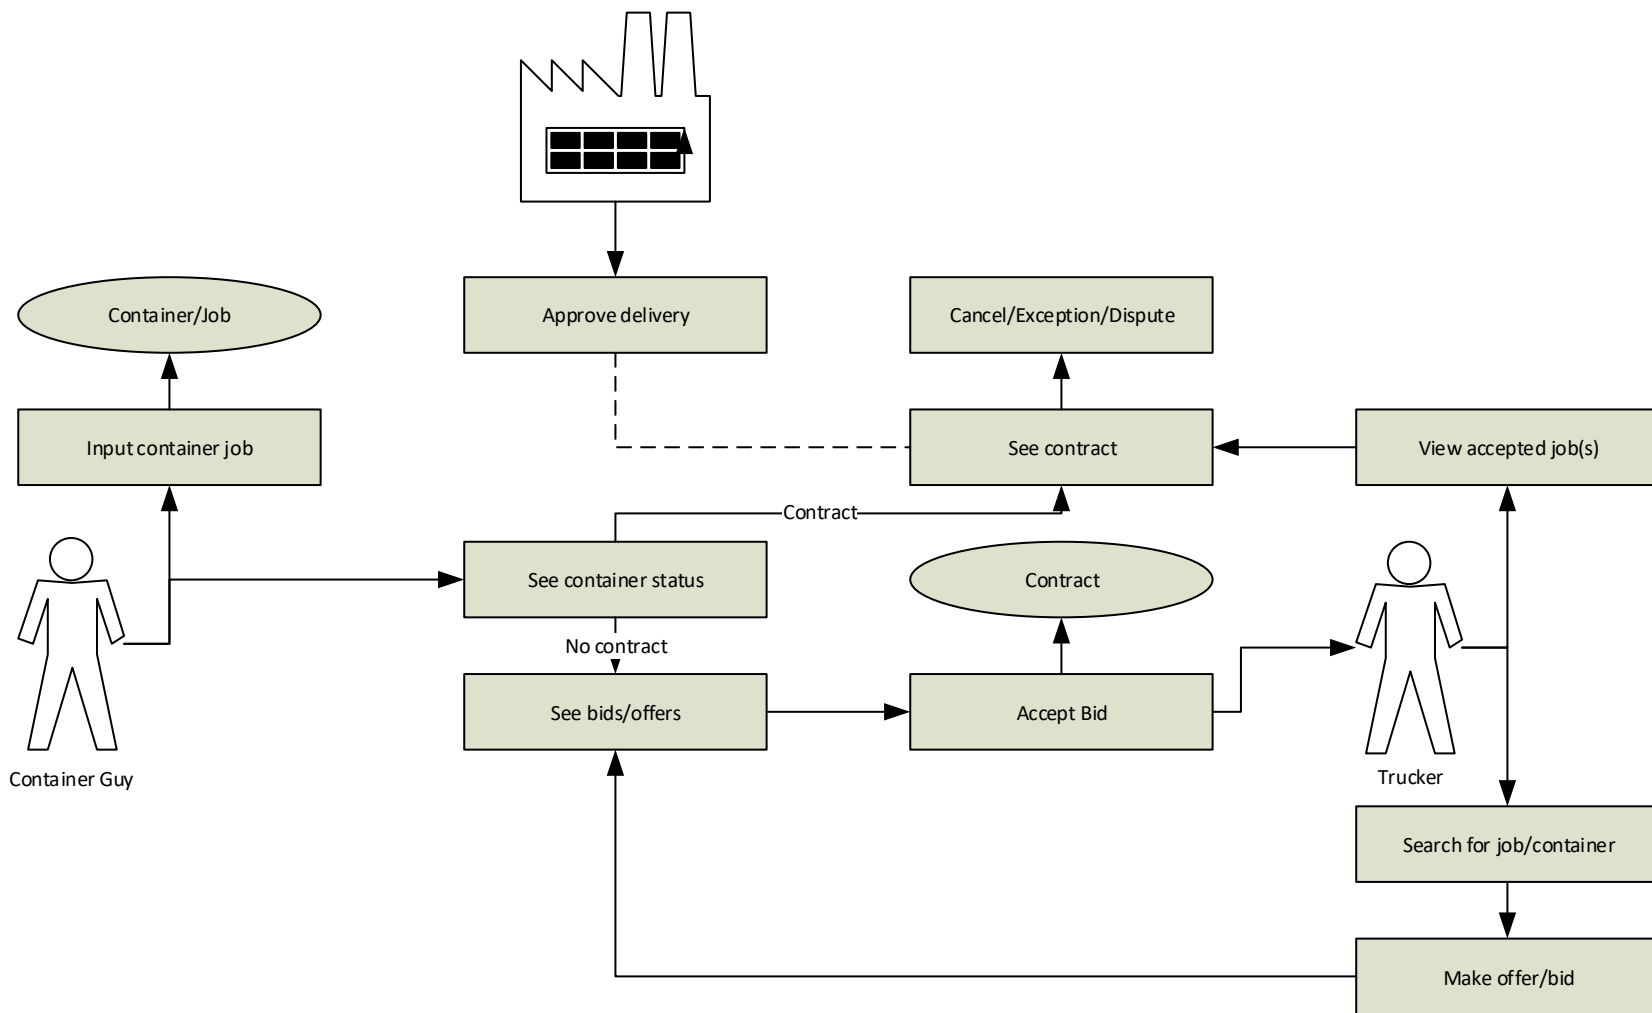 Container/Job
Approve delivery
Cancel/Exception/Dispute
Input container job
See contract
View accepted job(s)
Contract
See container status
Contract
No contract
See bids/offers
Accept Bid
Container Guy
Trucker
Search for job/container
Make offer/bid